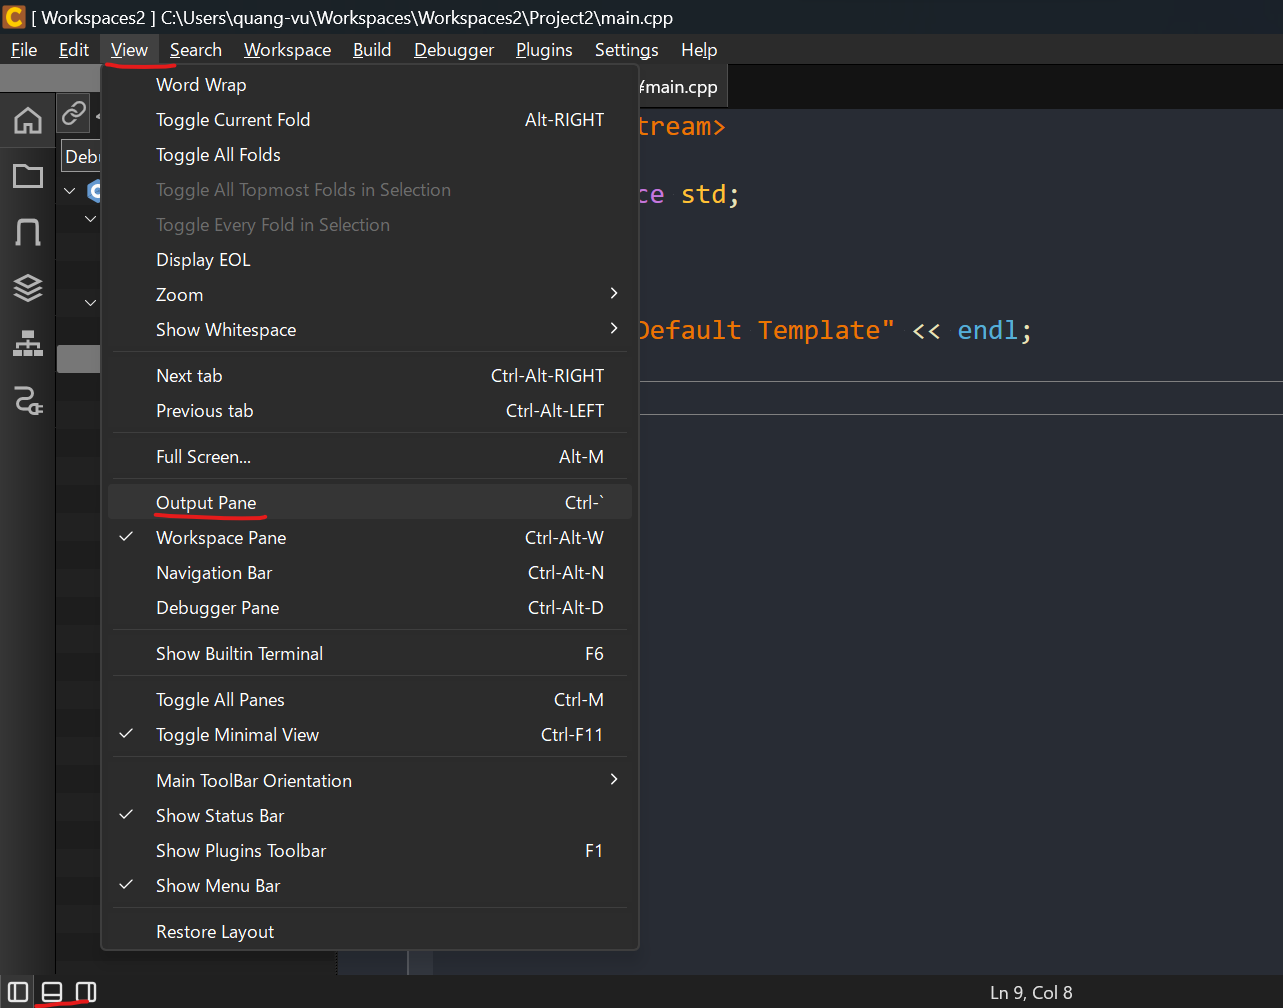 [ Workspaces2 ] C:\Users\quang-vu\Workspaces\Workspaces2\Project2\main.cpp
File Edit View Search Workspace Build Debugger Plugins Settings Help
Word Wrap
main.cpp
Toggle Current Fold Alt-RIGHT
tream>
Toggle All Folds
Deb
Toggle All Topmost Folds in Selection
ce std;
Toggle Every Fold in Selection
Display EOL
Zoom
Show Whitespace
Default Template" << endl;
Next tab Ctrl-Alt-RIGHT
Previous tab Ctrl-Alt-LEFT
Full Screen... Alt-M
Output Pane Ctrl-`
Workspace Pane Ctrl-Alt-W
Navigation Bar Ctrl-Alt-N
Debugger Pane Ctrl-Alt-D
Show Builtin Terminal F6
Toggle All Panes Ctrl-M
Toggle Minimal View Ctrl-F11
Main ToolBar Orientation
Show Status Bar
Show Plugins Toolbar F1
Show Menu Bar
Restore Layout
Ln 9, Col 8